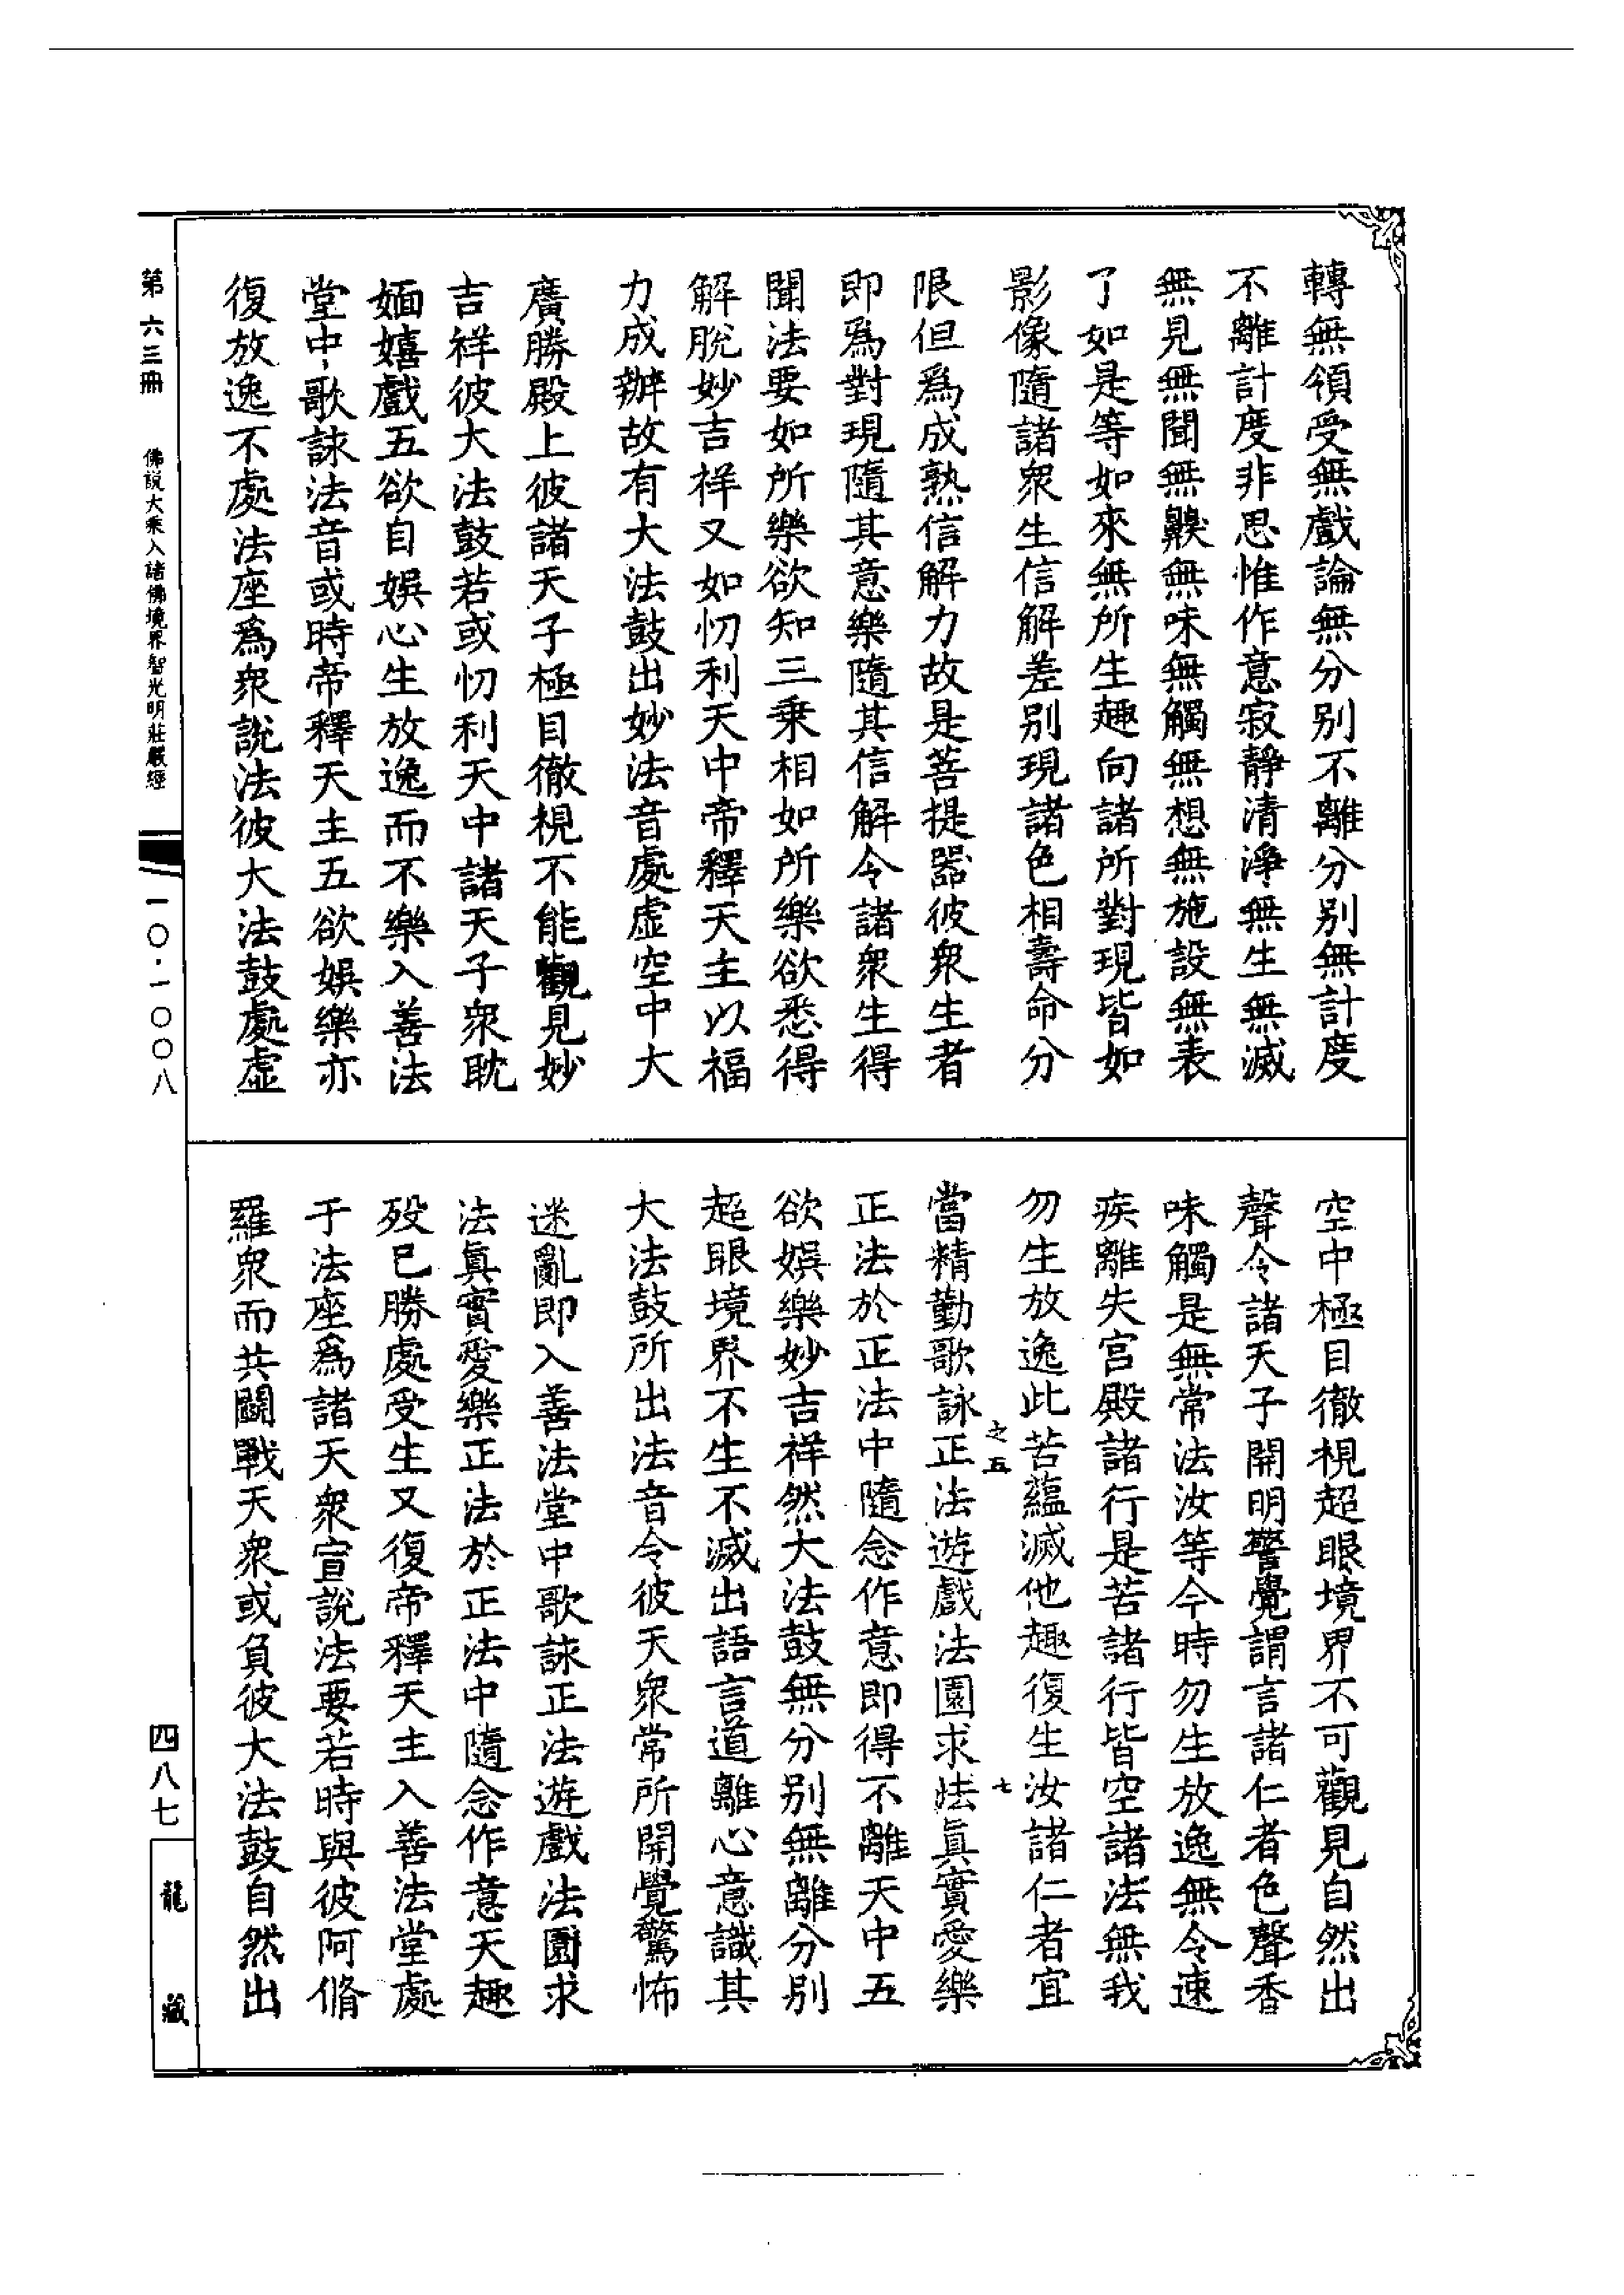 轉無領受無戲論無分别不離分别無計度
不離計度非思惟作意寂靜清淨無生無滅
無見無聞無齅無味無觸無想無施設無表
了如是等如來無所生趣向諸所對現皆如
影像隨諸衆生信解差别現諸色相壽命分
限但爲成熟信解力故是菩提器彼衆生者
即爲對現隨其意樂隨其信解令諸衆生得
聞法要如所樂欲知三乗相如所樂欲悉得
解脫妙吉祥又如忉利天中帝釋天主以福
力成辦故有大法鼓出妙法音處虛空中大
廣勝殿上彼諸天子極目徹視不能觀見妙
吉祥彼大法鼓若或忉利天中諸天子衆耽
媔嬉戲五欲自娛心生放逸而不樂入善法
堂中歌詠法音或時帝釋天主五欲娛樂亦
復放逸不處法座爲衆說法彼大法鼓處虛
空中極目徹視超眼境界不可觀見自然出
聲令諸天子開明警覺謂言諸仁者色聲香
味觸是無常法汝等今時勿生放逸無令速
疾離失宫殿諸行是苦諸行皆空諸法無我
勿生放逸此苦蘊滅他趣復生汝諸仁者宜
之五 七
當精勤歌詠正法遊戲法園求法真實愛樂
正法於正法中隨念作意即得不離天中五
欲娛樂妙吉祥然大法鼓無分别無離分别
超眼境界不生不滅出語言道離心意識其
大法鼓所出法音令彼天衆常所開覺驚怖
迷亂即入善法堂中歌詠正法遊戲法園求
法真實愛樂正法於正法中隨念作意天趣
殁已勝處受生又復帝釋天主入善法堂處
于法座爲諸天衆宣說法要若時與彼阿脩
羅衆而共鬬戰天衆或負彼大法鼓自然出
第六三冊 佛說大乘入諸佛境界智光明莊嚴經 一〇·一〇〇八 四八七 龍藏